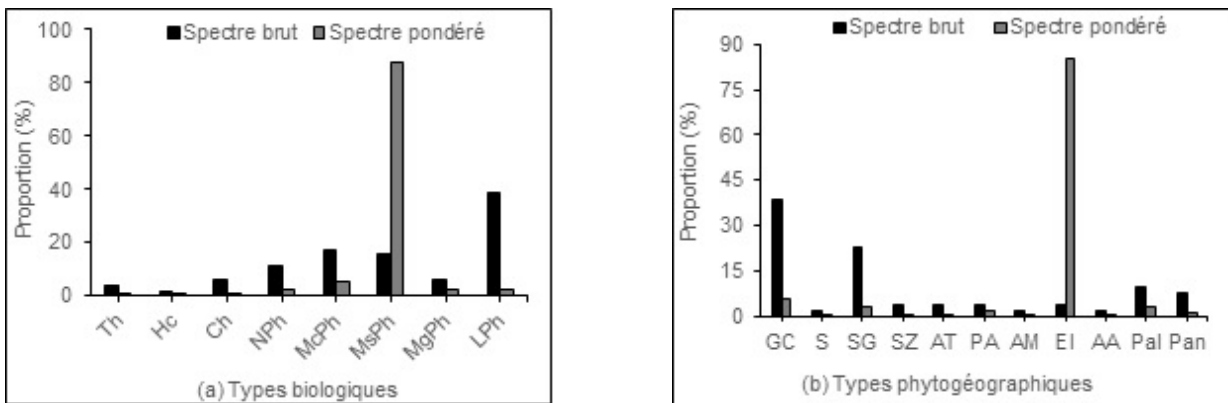 Spectre brut Spectre pondéré
Proportion (%)
100
80
60
40
20
0
Th Hc Ch NPh McPh MsPh MgPh LPh
(a) Types biologiques
Spectre brut Spectre pondéré
Proportion (%)
90
75
60
45
30
15
0
GC S SG SZ AT PA AM EI AA Pal Pan
(b) Types phytogéographiques